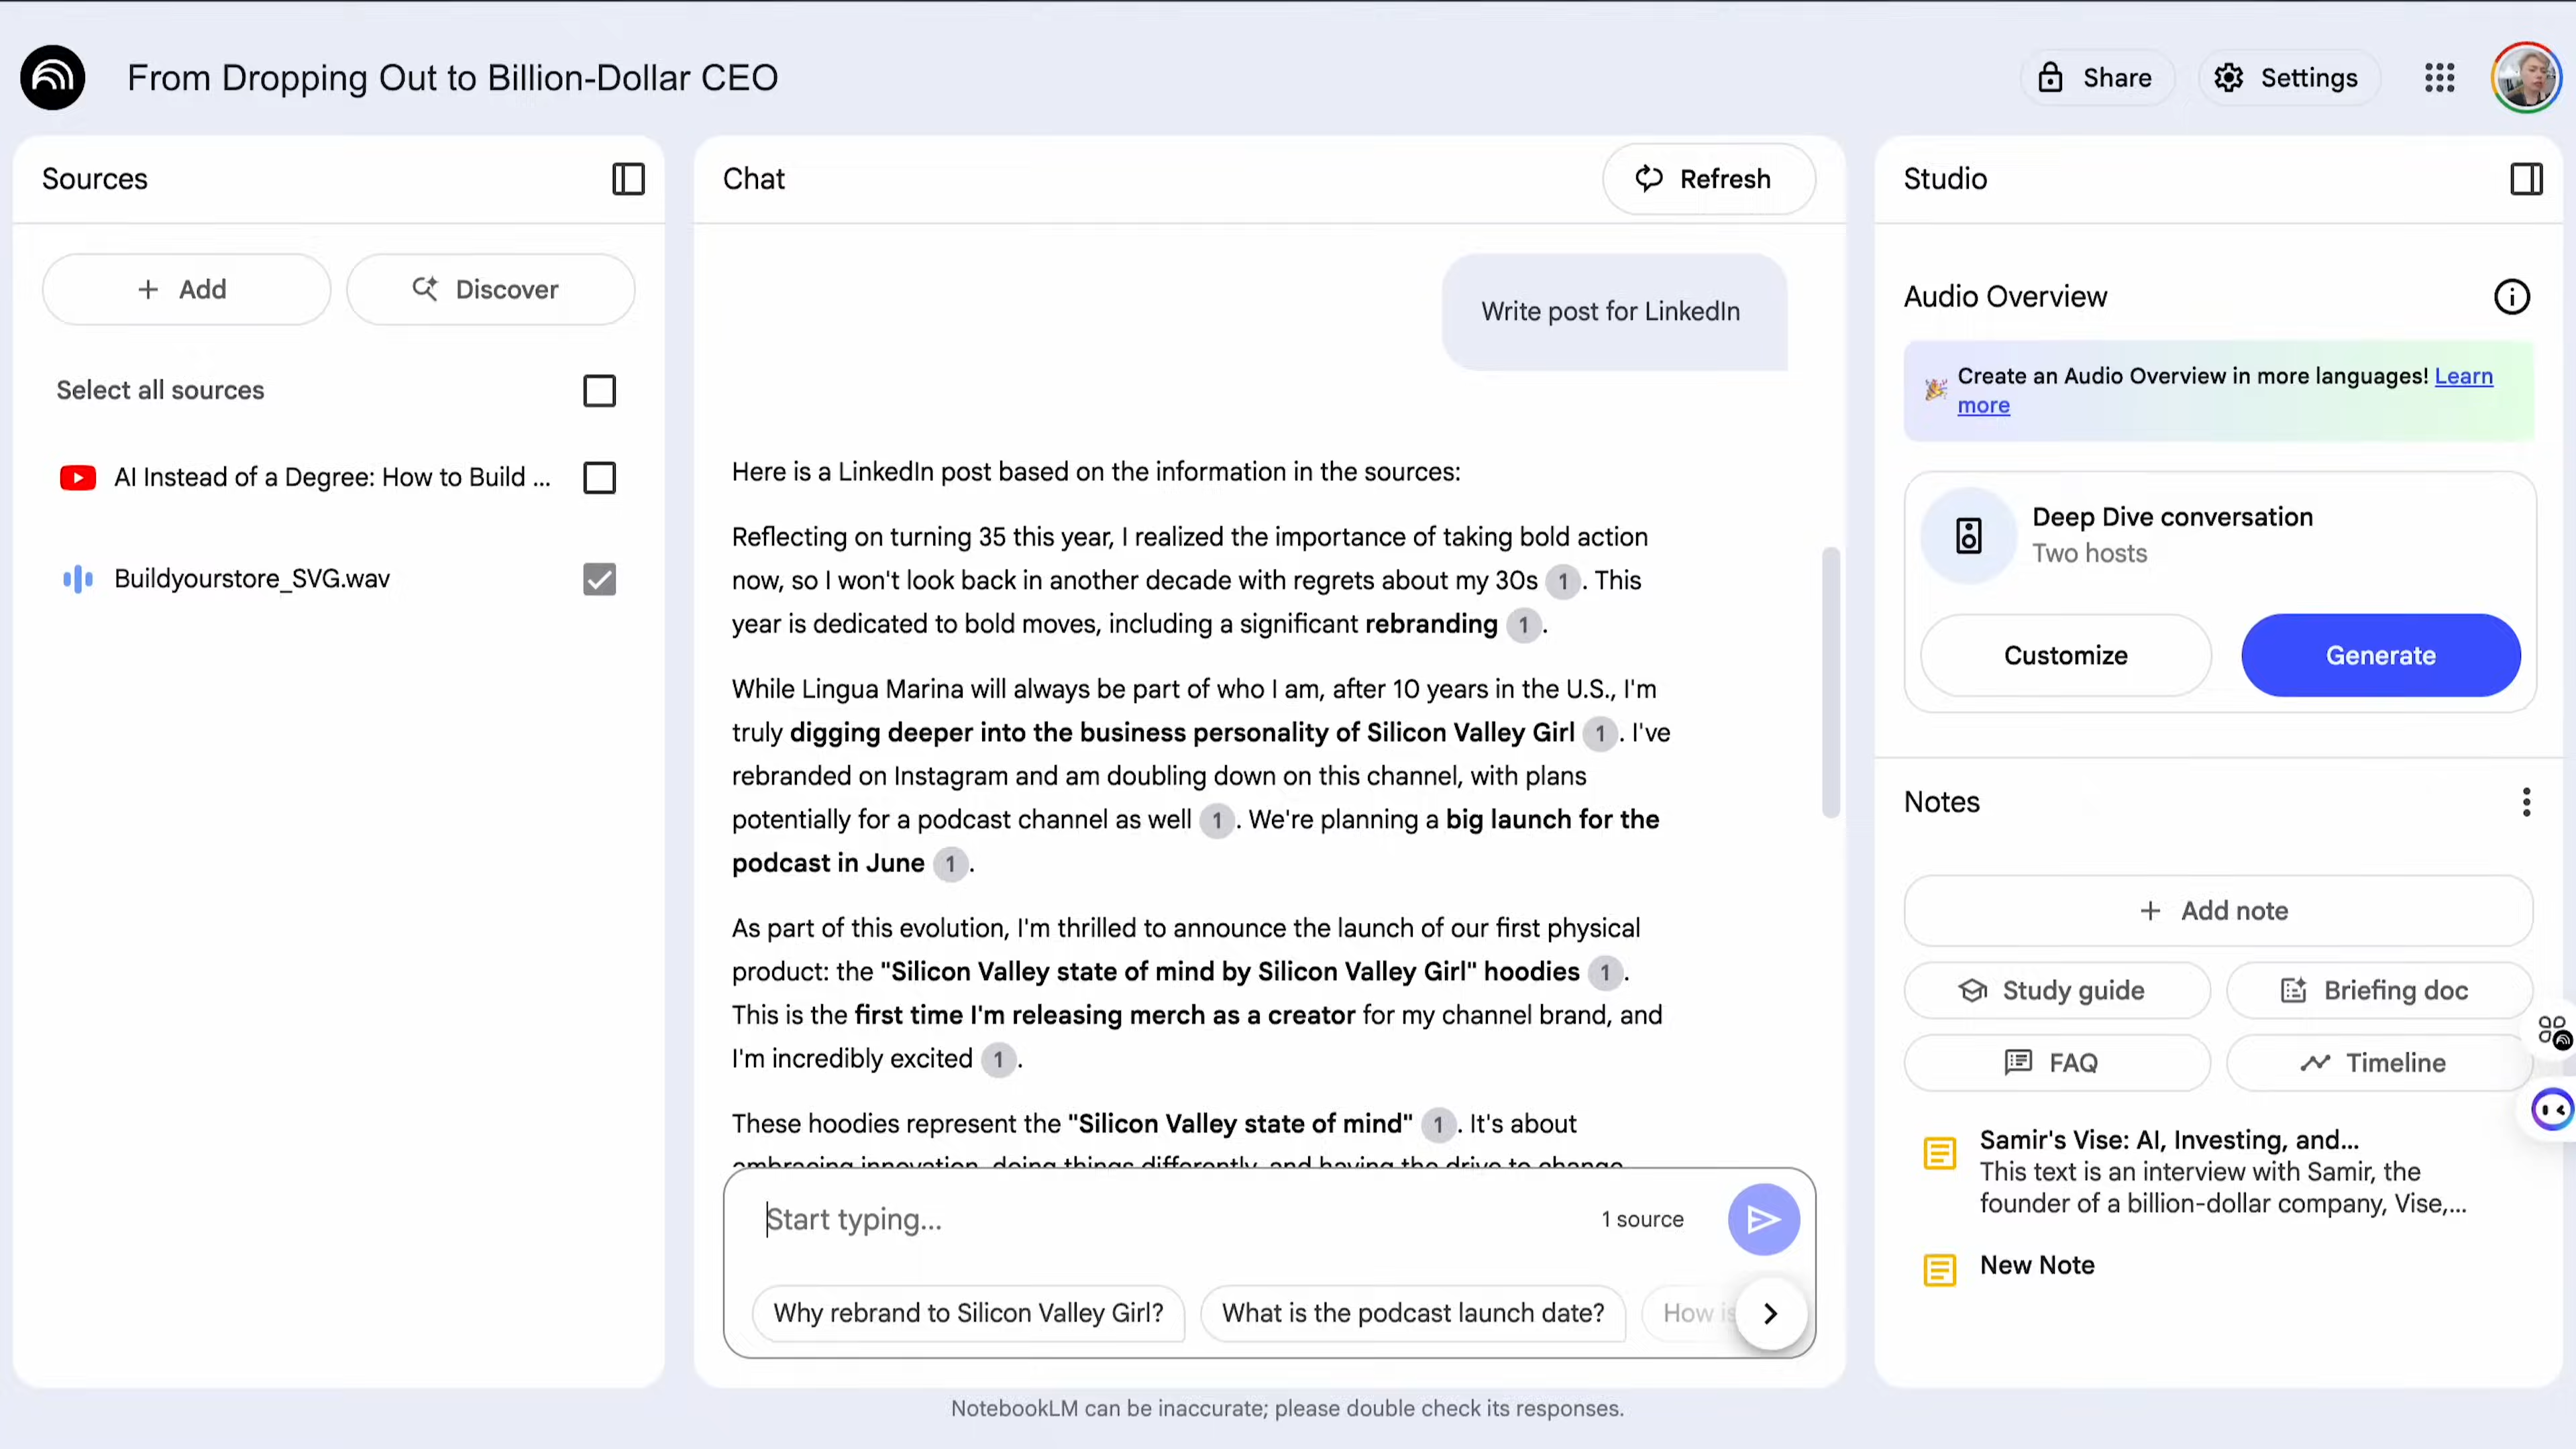 From Dropping Out to Billion-Dollar CEO
Share
Settings
Sources
Add
Discover
Select all sources
AI Instead of a Degree: How to Build ...
Buildyourstore_SVG.wav
Chat
Refresh
Write post for LinkedIn
Here is a LinkedIn post based on the information in the sources:
Reflecting on turning 35 this year, I realized the importance of taking bold action
now, so I won't look back in another decade with regrets about my 30s 1. This
year is dedicated to bold moves, including a significant rebranding 1.
While Lingua Marina will always be part of who I am, after 10 years in the U.S., I'm
truly digging deeper into the business personality of Silicon Valley Girl 1. I've
rebranded on Instagram and am doubling down on this channel, with plans
potentially for a podcast channel as well 1. We're planning a big launch for the
podcast in June 1.
As part of this evolution, I'm thrilled to announce the launch of our first physical
product: the "Silicon Valley state of mind by Silicon Valley Girl" hoodies 1.
This is the first time I'm releasing merch as a creator for my channel brand, and
I'm incredibly excited 1.
These hoodies represent the "Silicon Valley state of mind" 1. It's about
embracing innovation, doing things differently, and having the drive to change
Start typing...
1 source
Why rebrand to Silicon Valley Girl?
What is the podcast launch date?
How is
NotebookLM can be inaccurate; please double check its responses.
Studio
Audio Overview
Create an Audio Overview in more languages! Learn
more
Deep Dive conversation
Two hosts
Customize
Generate
Notes
Add note
Study guide
Briefing doc
FAQ
Timeline
Samir's Vise: AI, Investing, and...
This text is an interview with Samir, the
founder of a billion-dollar company, Vise,...
New Note